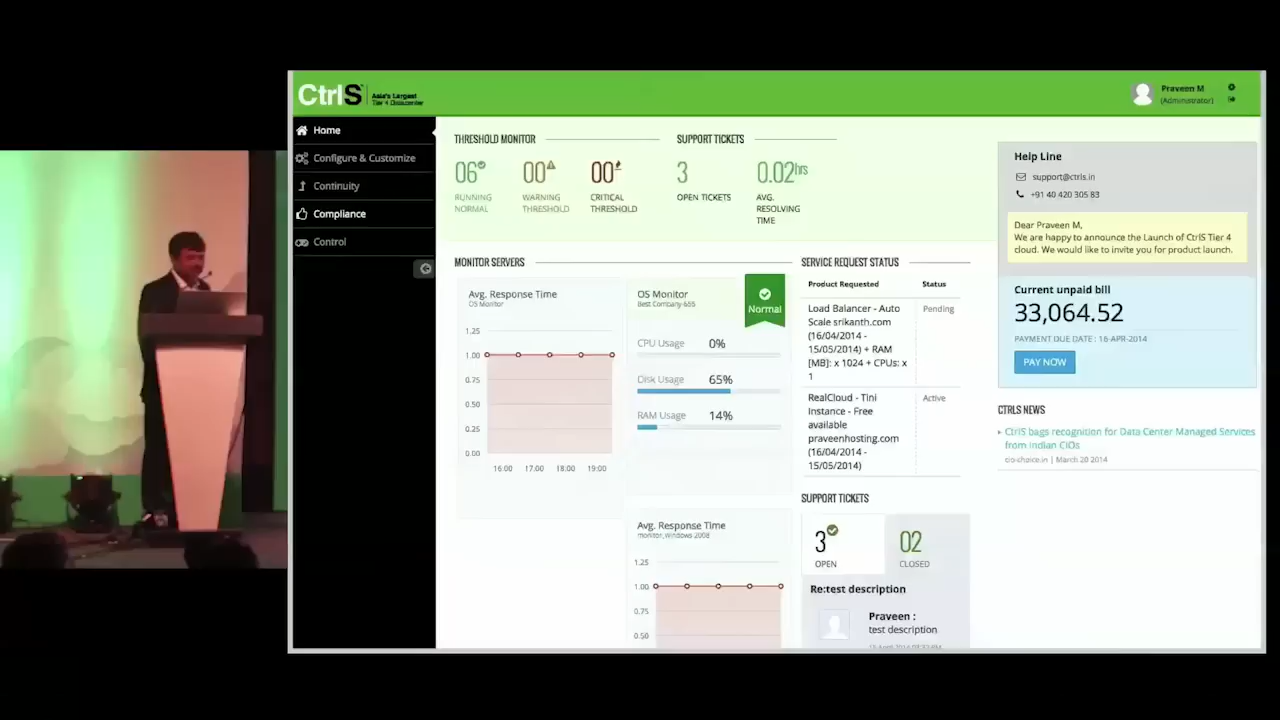 CtrlS
Asia's Largest
Tier 4 Datacenter
Praveen M
(Administrator)
Home
Configure & Customize
Continuity
Compliance
Control
THRESHOLD MONITOR
06
RUNNING
NORMAL
00
WARNING
THRESHOLD
00
CRITICAL
THRESHOLD
SUPPORT TICKETS
3
OPEN TICKETS
0.02hrs
AVG.
RESOLVING
TIME
MONITOR SERVERS
Avg. Response Time
OS Monitor
1.25
1.00
0.75
0.50
0.25
0.00
16:00 17:00 18:00 19:00
OS Monitor
Best Company-655
Normal
CPU Usage 0%
Disk Usage 65%
RAM Usage 14%
Avg. Response Time
monitor, Windows 2008
1.25
1.00
0.75
0.50
SERVICE REQUEST STATUS
Product Requested Status
Load Balancer - Auto Pending
Scale srikanth.com
(16/04/2014 -
15/05/2014) + RAM
[MB]: x 1024 + CPUs: x
1
RealCloud - Tini Active
Instance - Free
available
praveenhosting.com
(16/04/2014 -
15/05/2014)
SUPPORT TICKETS
3
OPEN
02
CLOSED
Re:test description
Praveen :
test description
Help Line
support@ctrls.in
+91 40 420 305 83
Dear Praveen M,
We are happy to announce the Launch of CtrlS Tier 4
cloud. We would like to invite you for product launch.
Current unpaid bill
33,064.52
PAYMENT DUE DATE : 16-APR-2014
PAY NOW
CTRLS NEWS
CtrlS bags recognition for Data Center Managed Services
from Indian CIOs
cio-choice.in | March 20 2014